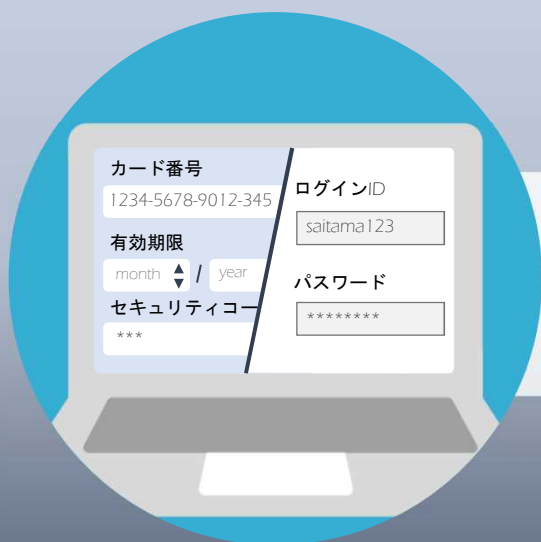 カード番号
1234-5678-9012-345
有効期限
month / year
セキュリティコー
***
ログインID
saitama123
パスワード
********